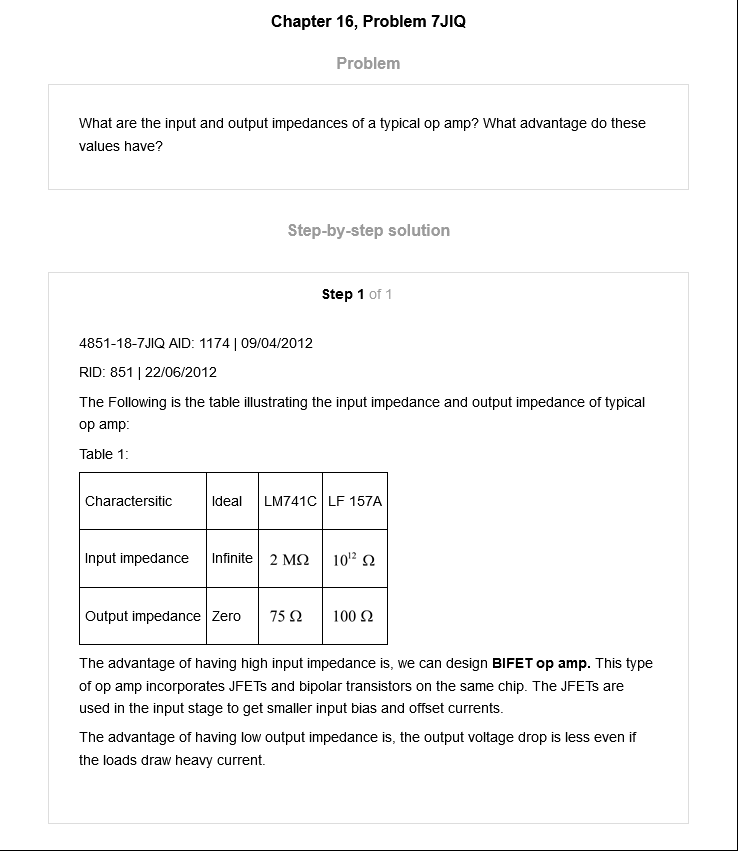 Chapter 16, Problem 7JIQ
Problem
What are the input and output impedances of a typical op amp? What advantage do these
values have?
Step-by-step solution
Step 1 of 1
4851-18-7JIQ AID: 1174 | 09/04/2012
RID: 851 | 22/06/2012
The Following is the table illustrating the input impedance and output impedance of typical
op amp:
Table 1:
Charactersitic Ideal LM741C LF 157A
Input impedance Infinite 2 MΩ 10¹² Ω
Output impedance Zero 75 Ω 100 Ω
The advantage of having high input impedance is, we can design BIFET op amp. This type
of op amp incorporates JFETs and bipolar transistors on the same chip. The JFETs are
used in the input stage to get smaller input bias and offset currents.
The advantage of having low output impedance is, the output voltage drop is less even if
the loads draw heavy current.